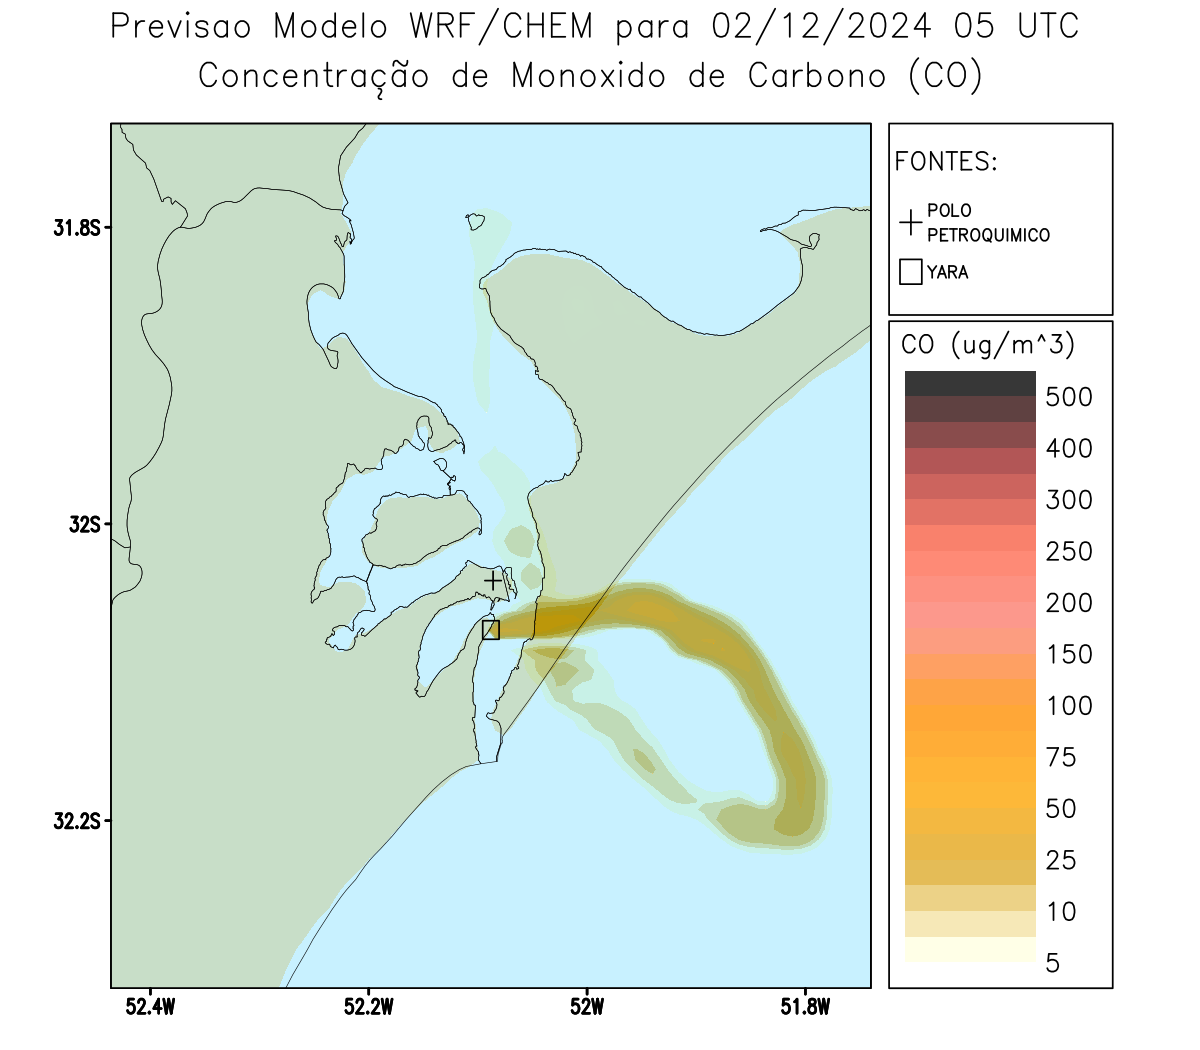 Previsao Modelo WRF/CHEM para 02/12/2024 05 UTC
Concentração de Monoxido de Carbono (CO)
FONTES:
POLO
PETROQUIMICO
YARA
CO (ug/m^3)
500
400
300
250
200
150
100
75
50
25
10
5
31.8S
32S
32.2S
52.4W
52.2W
52W
51.8W